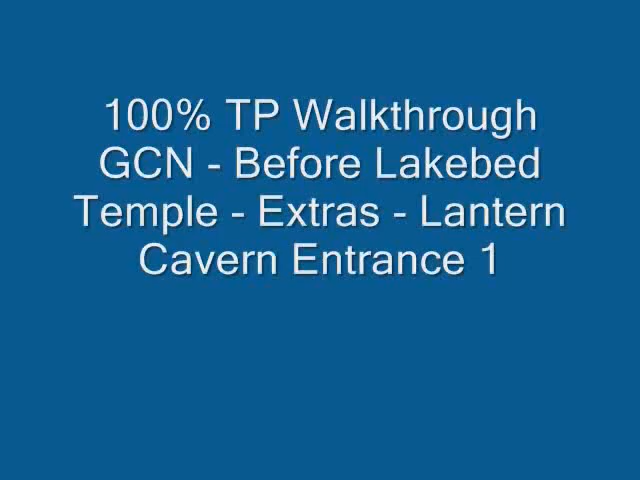 100% TP Walkthrough
GCN - Before Lakebed
Temple - Extras - Lantern
Cavern Entrance 1